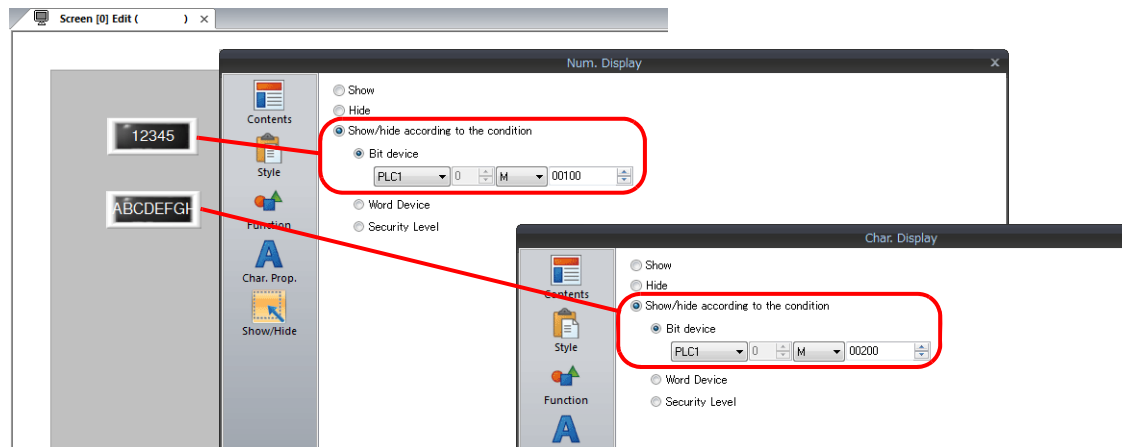 Screen [0] Edit ( ) ×
Num. Display x
Contents
Style
Function
Char. Prop.
Show/Hide
Show
Hide
Show/hide according to the condition
Bit device
PLC1 0 M 00100
Word Device
Security Level
12345
ABCDEFGH
Char. Display
Contents
Style
Function
Show
Hide
Show/hide according to the condition
Bit device
PLC1 0 M 00200
Word Device
Security Level